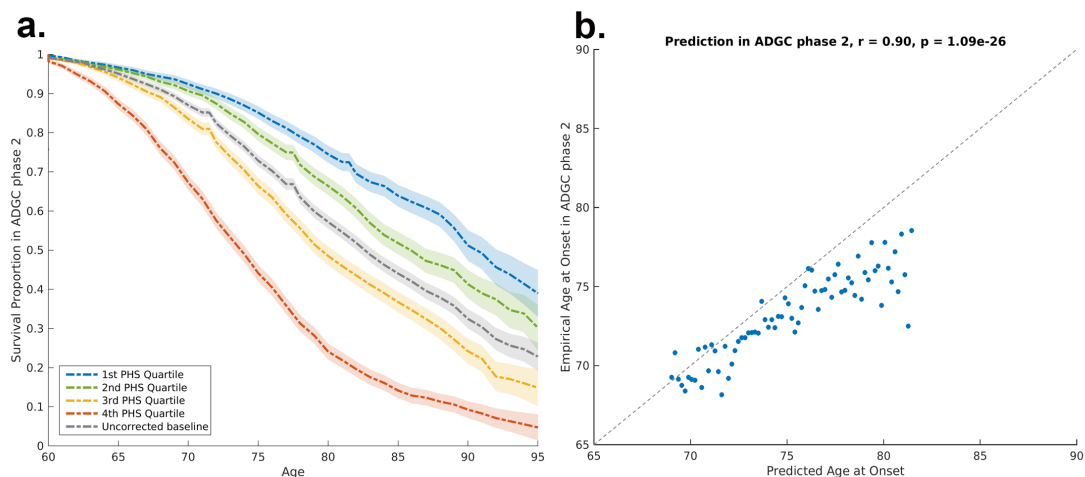 a.
Survival Proportion in ADGC phase 2
1
0.9
0.8
0.7
0.6
0.5
0.4
0.3
0.2
0.1
0
1st PHS Quartile
2nd PHS Quartile
3rd PHS Quartile
4th PHS Quartile
Uncorrected baseline
60 65 70 75 80 85 90 95
Age
b.
Prediction in ADGC phase 2, r = 0.90, p = 1.09e-26
Empirical Age at Onset in ADGC phase 2
90
85
80
75
70
65
65 70 75 80 85 90
Predicted Age at Onset